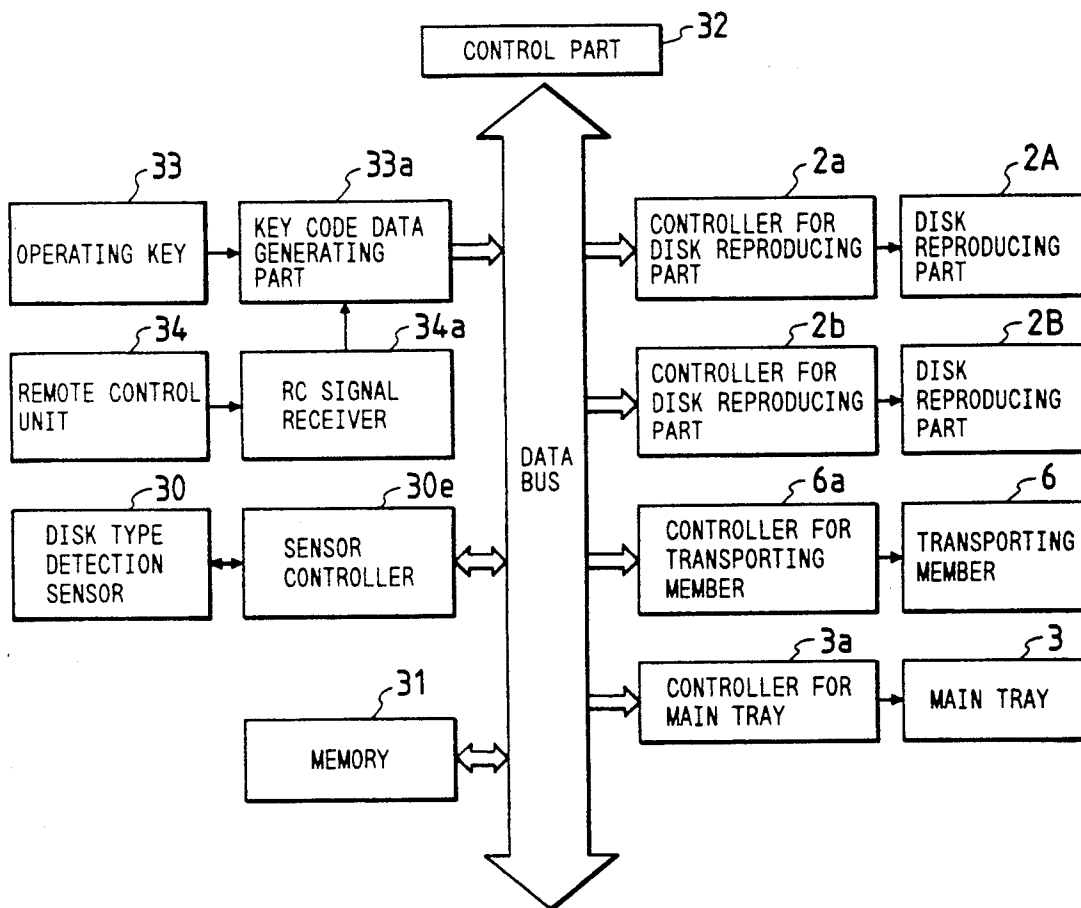 32
CONTROL PART
33
33a
2a
2A
OPERATING KEY
KEY CODE DATA
GENERATING
PART
CONTROLLER FOR
DISK REPRODUCING
PART
DISK
REPRODUCING
PART
34
34a
2b
2B
REMOTE CONTROL
UNIT
RC SIGNAL
RECEIVER
CONTROLLER FOR
DISK REPRODUCING
PART
DISK
REPRODUCING
PART
DATA
BUS
30
30e
6a
6
DISK TYPE
DETECTION
SENSOR
SENSOR
CONTROLLER
CONTROLLER FOR
TRANSPORTING
MEMBER
TRANSPORTING
MEMBER
31
3a
3
MEMORY
CONTROLLER FOR
MAIN TRAY
MAIN TRAY